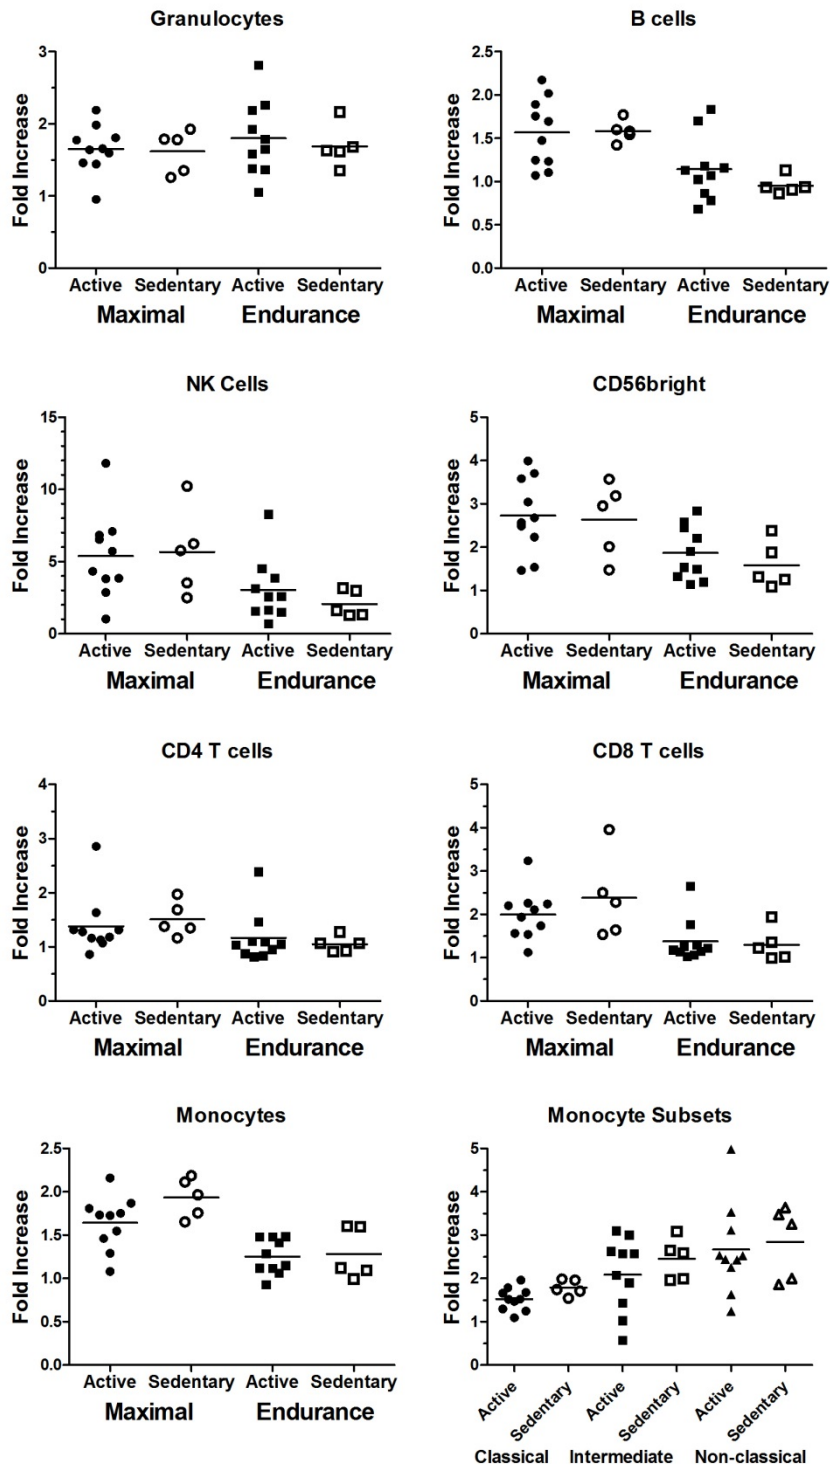 Granulocytes
Fold Increase
3
2
1
0
Active Sedentary Active Sedentary
Maximal Endurance
B cells
Fold Increase
2.5
2.0
1.5
1.0
0.5
0.0
Active Sedentary Active Sedentary
Maximal Endurance
NK Cells
Fold Increase
15
10
5
0
Active Sedentary Active Sedentary
Maximal Endurance
CD56bright
Fold Increase
5
4
3
2
1
0
Active Sedentary Active Sedentary
Maximal Endurance
CD4 T cells
Fold Increase
4
3
2
1
0
Active Sedentary Active Sedentary
Maximal Endurance
CD8 T cells
Fold Increase
5
4
3
2
1
0
Active Sedentary Active Sedentary
Maximal Endurance
Monocytes
Fold Increase
2.5
2.0
1.5
1.0
0.5
0.0
Active Sedentary Active Sedentary
Maximal Endurance
Monocyte Subsets
Fold Increase
5
4
3
2
1
0
Active Sedentary Active Sedentary Active Sedentary
Classical Intermediate Non-classical